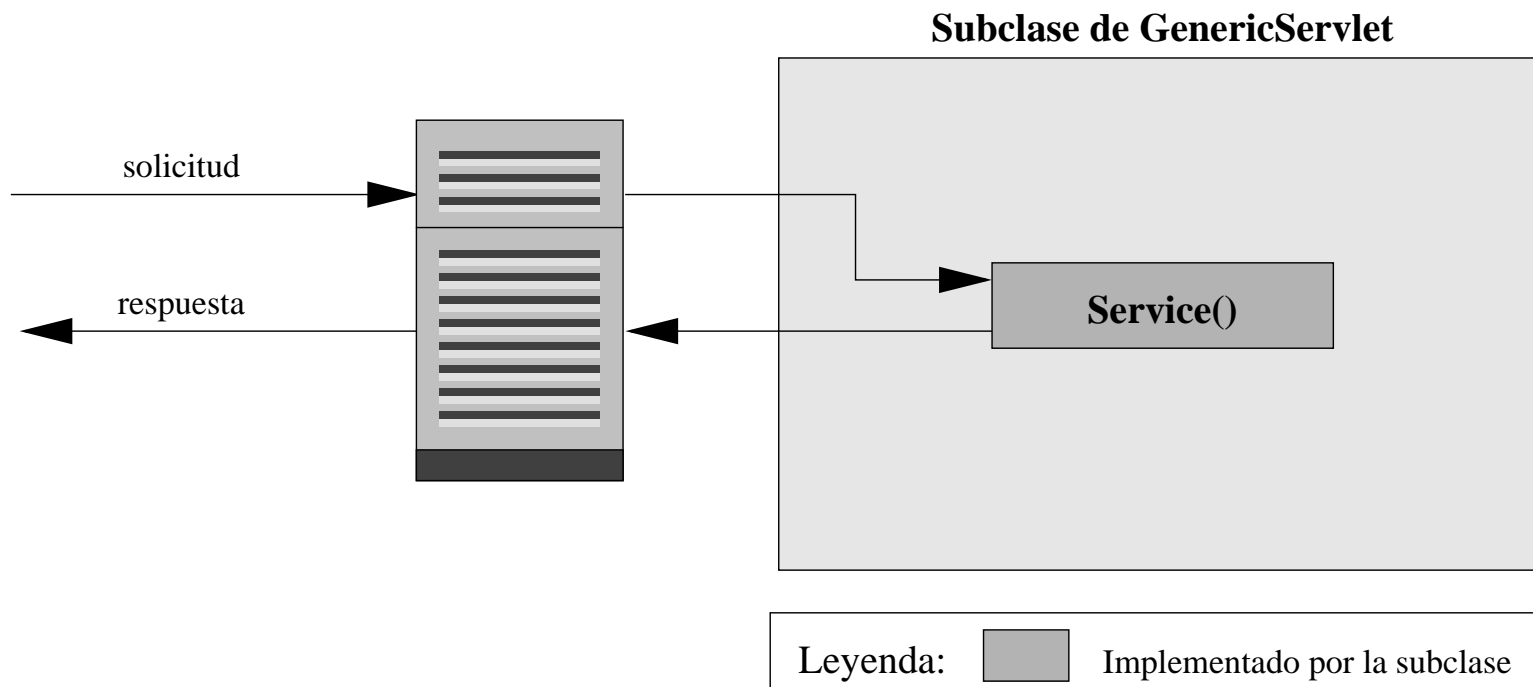 Subclase de GenericServlet
solicitud
respuesta
Service()
Leyenda:
Implementado por la subclase